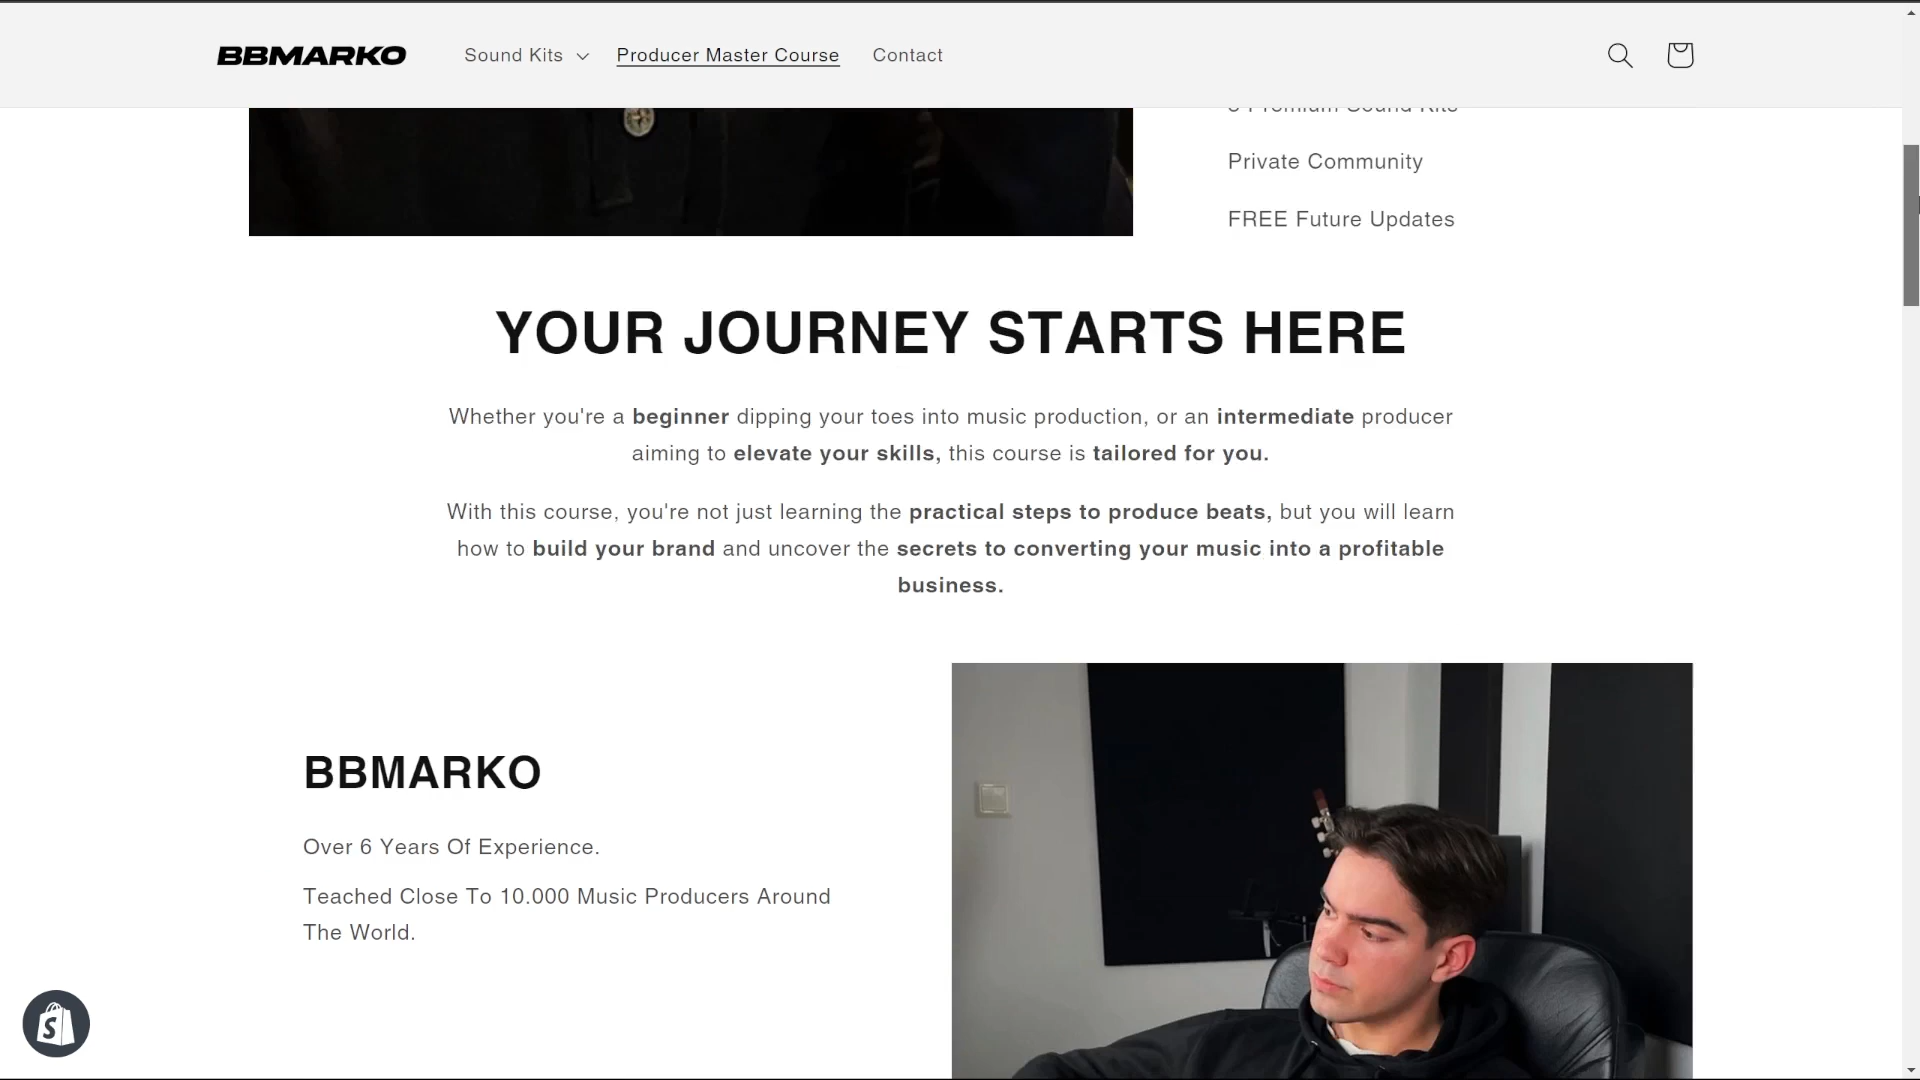 BBMARKO
Sound Kits
Producer Master Course
Contact
Premium Sound Kits
Private Community
FREE Future Updates
YOUR JOURNEY STARTS HERE
Whether you're a beginner dipping your toes into music production, or an intermediate producer
aiming to elevate your skills, this course is tailored for you.
With this course, you're not just learning the practical steps to produce beats, but you will learn
how to build your brand and uncover the secrets to converting your music into a profitable
business.
BBMARKO
Over 6 Years Of Experience.
Teached Close To 10.000 Music Producers Around
The World.